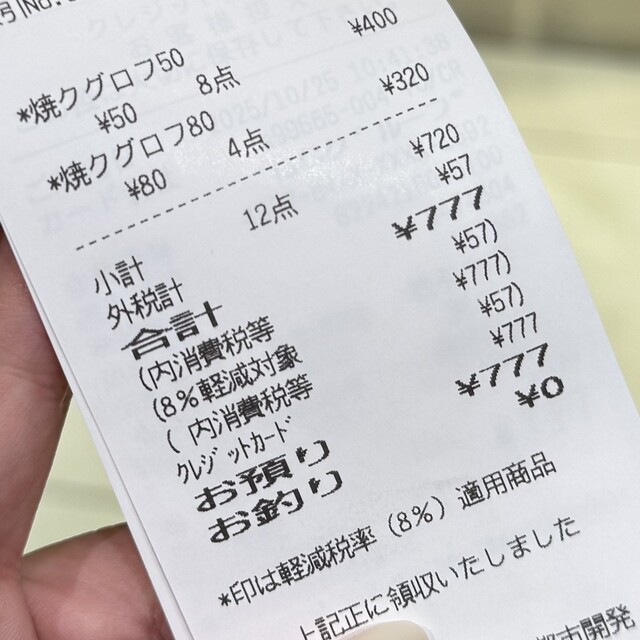 *焼クグロフ50 ¥400
¥50 8点
*焼クグロフ80 ¥320
¥80 4点
12点
小計 ¥720
外税計 ¥57
合計 ¥777
(内消費税等 ¥57)
(8%軽減対象 ¥777)
( 内消費税等 ¥57)
クレジットカード ¥777
お預り ¥777
お釣り ¥0
*印は軽減税率(8%)適用商品
上記正に領収いたしました
都市開発